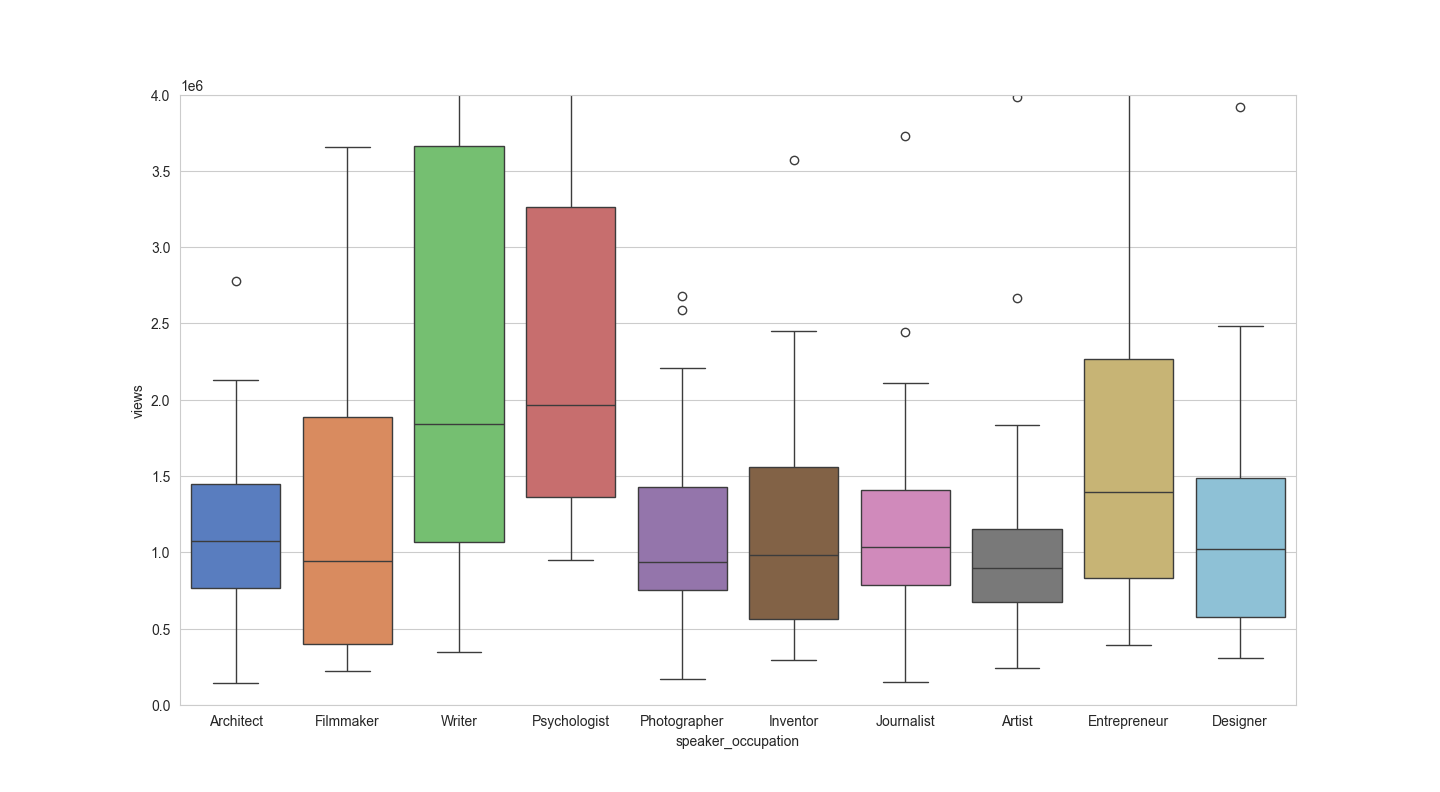 1e6
4.0
3.5
3.0
2.5
2.0
1.5
1.0
0.5
0.0
views
Architect Filmmaker Writer Psychologist Photographer Inventor Journalist Artist Entrepreneur Designer
speaker_occupation